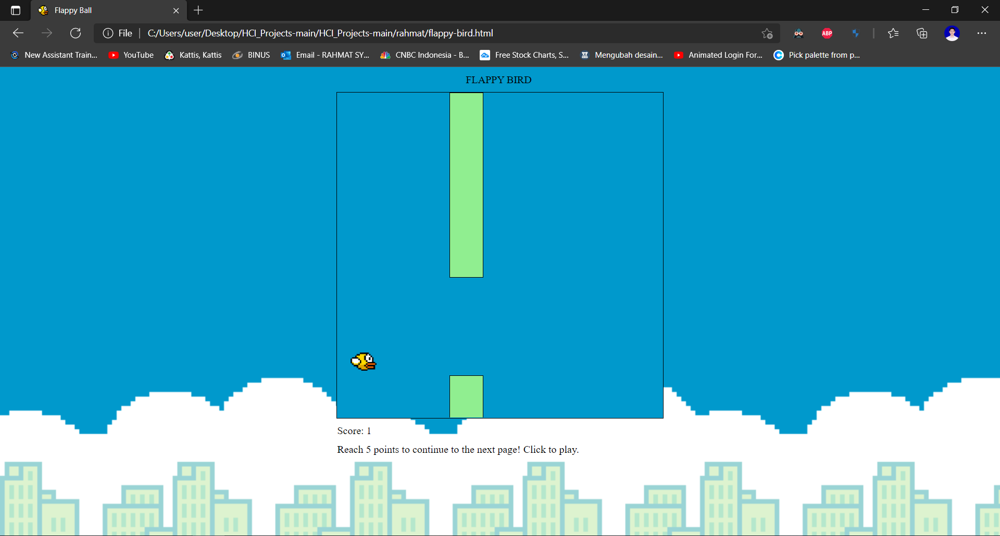 Flappy Ball
File
C:/Users/user/Desktop/HCI_Projects-main/HCI_Projects-main/rahmat/flappy-bird.html
ABP
New Assistant Train... YouTube Kattis, Kattis BINUS Email - RAHMAT SY... CNBC Indonesia - B... Free Stock Charts, S... Mengubah desain... Animated Login For... Pick palette from p...
FLAPPY BIRD
Score: 1
Reach 5 points to continue to the next page! Click to play.